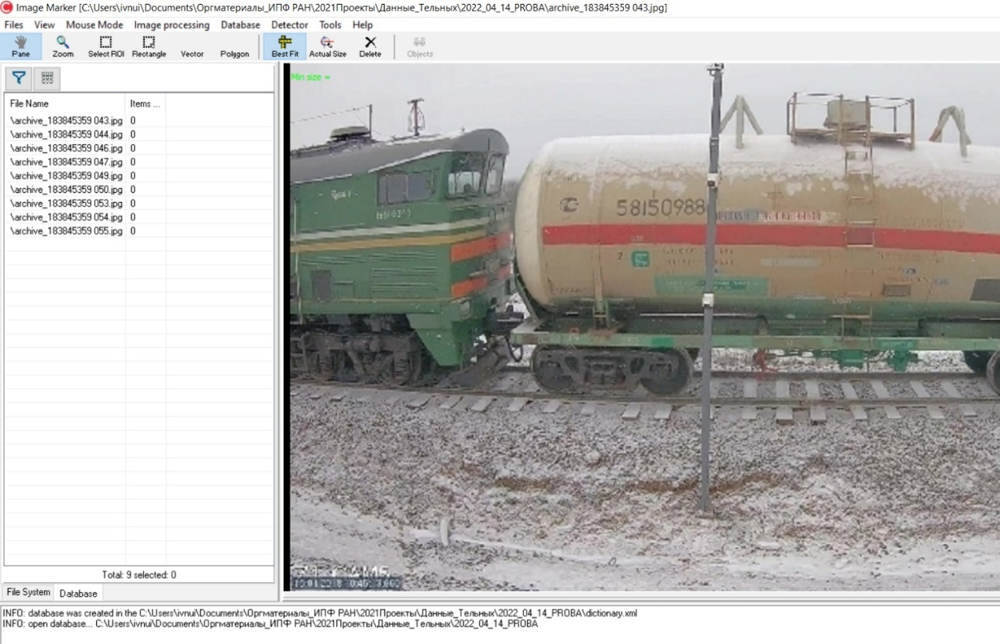 Image Marker [C:\Users\ivnui\Documents\Оргматериалы_ИПФ РАН\2021Проекты\Данные_Тельных\2022_04_14_PROBA\archive_183845359 043.jpg]
Files View Mouse Mode Image processing Database Detector Tools Help
Pane Zoom Select ROI Rectangle Vector Polygon Best Fit Actual Size Delete Objects
Min size =
File Name Items ...
\archive_183845359 043.jpg 0
\archive_183845359 044.jpg 0
\archive_183845359 046.jpg 0
\archive_183845359 047.jpg 0
\archive_183845359 049.jpg 0
\archive_183845359 050.jpg 0
\archive_183845359 053.jpg 0
\archive_183845359 054.jpg 0
\archive_183845359 055.jpg 0
58150988
Total: 9 selected: 0
File System Database
INFO: database was created in the C:\Users\ivnui\Documents\Оргматериалы_ИПФ РАН\2021Проекты\Данные_Тельных\2022_04_14_PROBA\dictionary.xml
INFO: open database... C:\Users\ivnui\Documents\Оргматериалы_ИПФ РАН\2021Проекты\Данные_Тельных\2022_04_14_PROBA